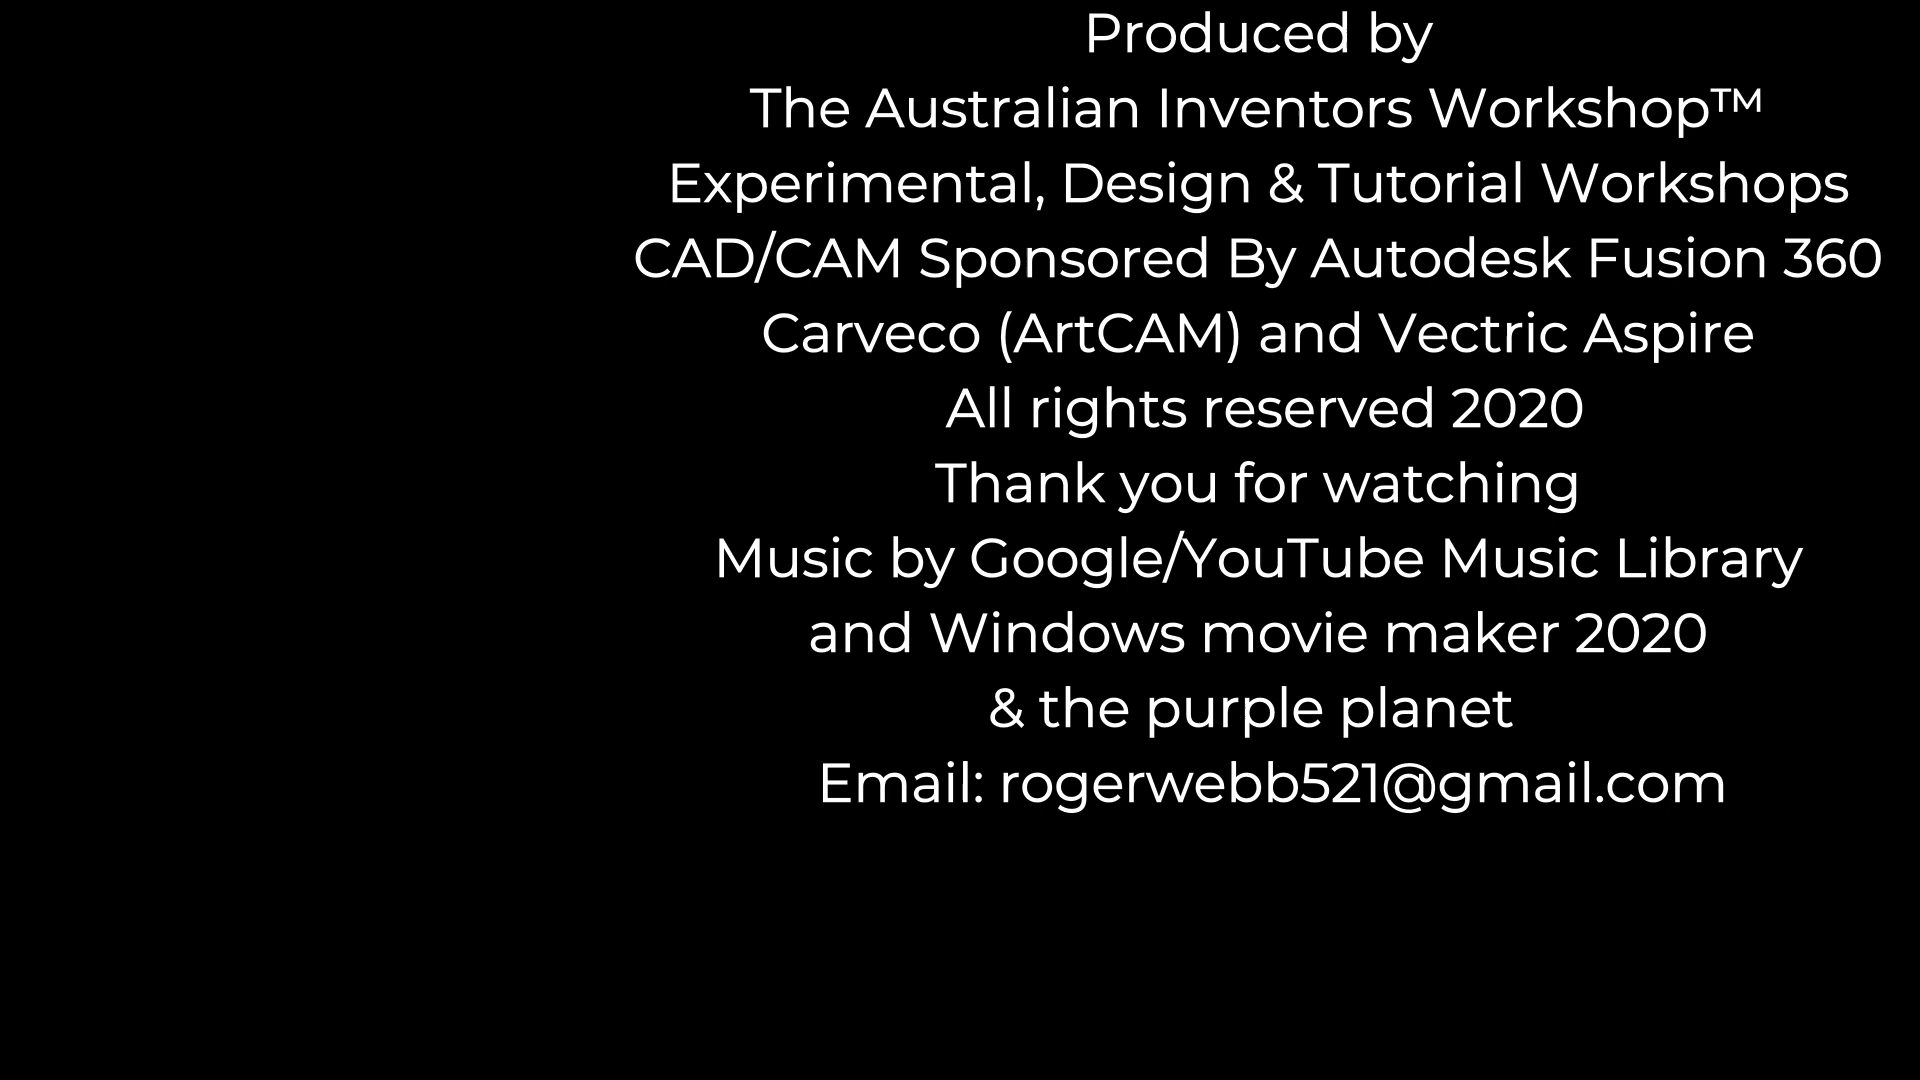 Produced by
The Australian Inventors Workshop™
Experimental, Design & Tutorial Workshops
CAD/CAM Sponsored By Autodesk Fusion 360
Carveco (ArtCAM) and Vectric Aspire
All rights reserved 2020
Thank you for watching
Music by Google/YouTube Music Library
and Windows movie maker 2020
& the purple planet
Email: rogerwebb521@gmail.com